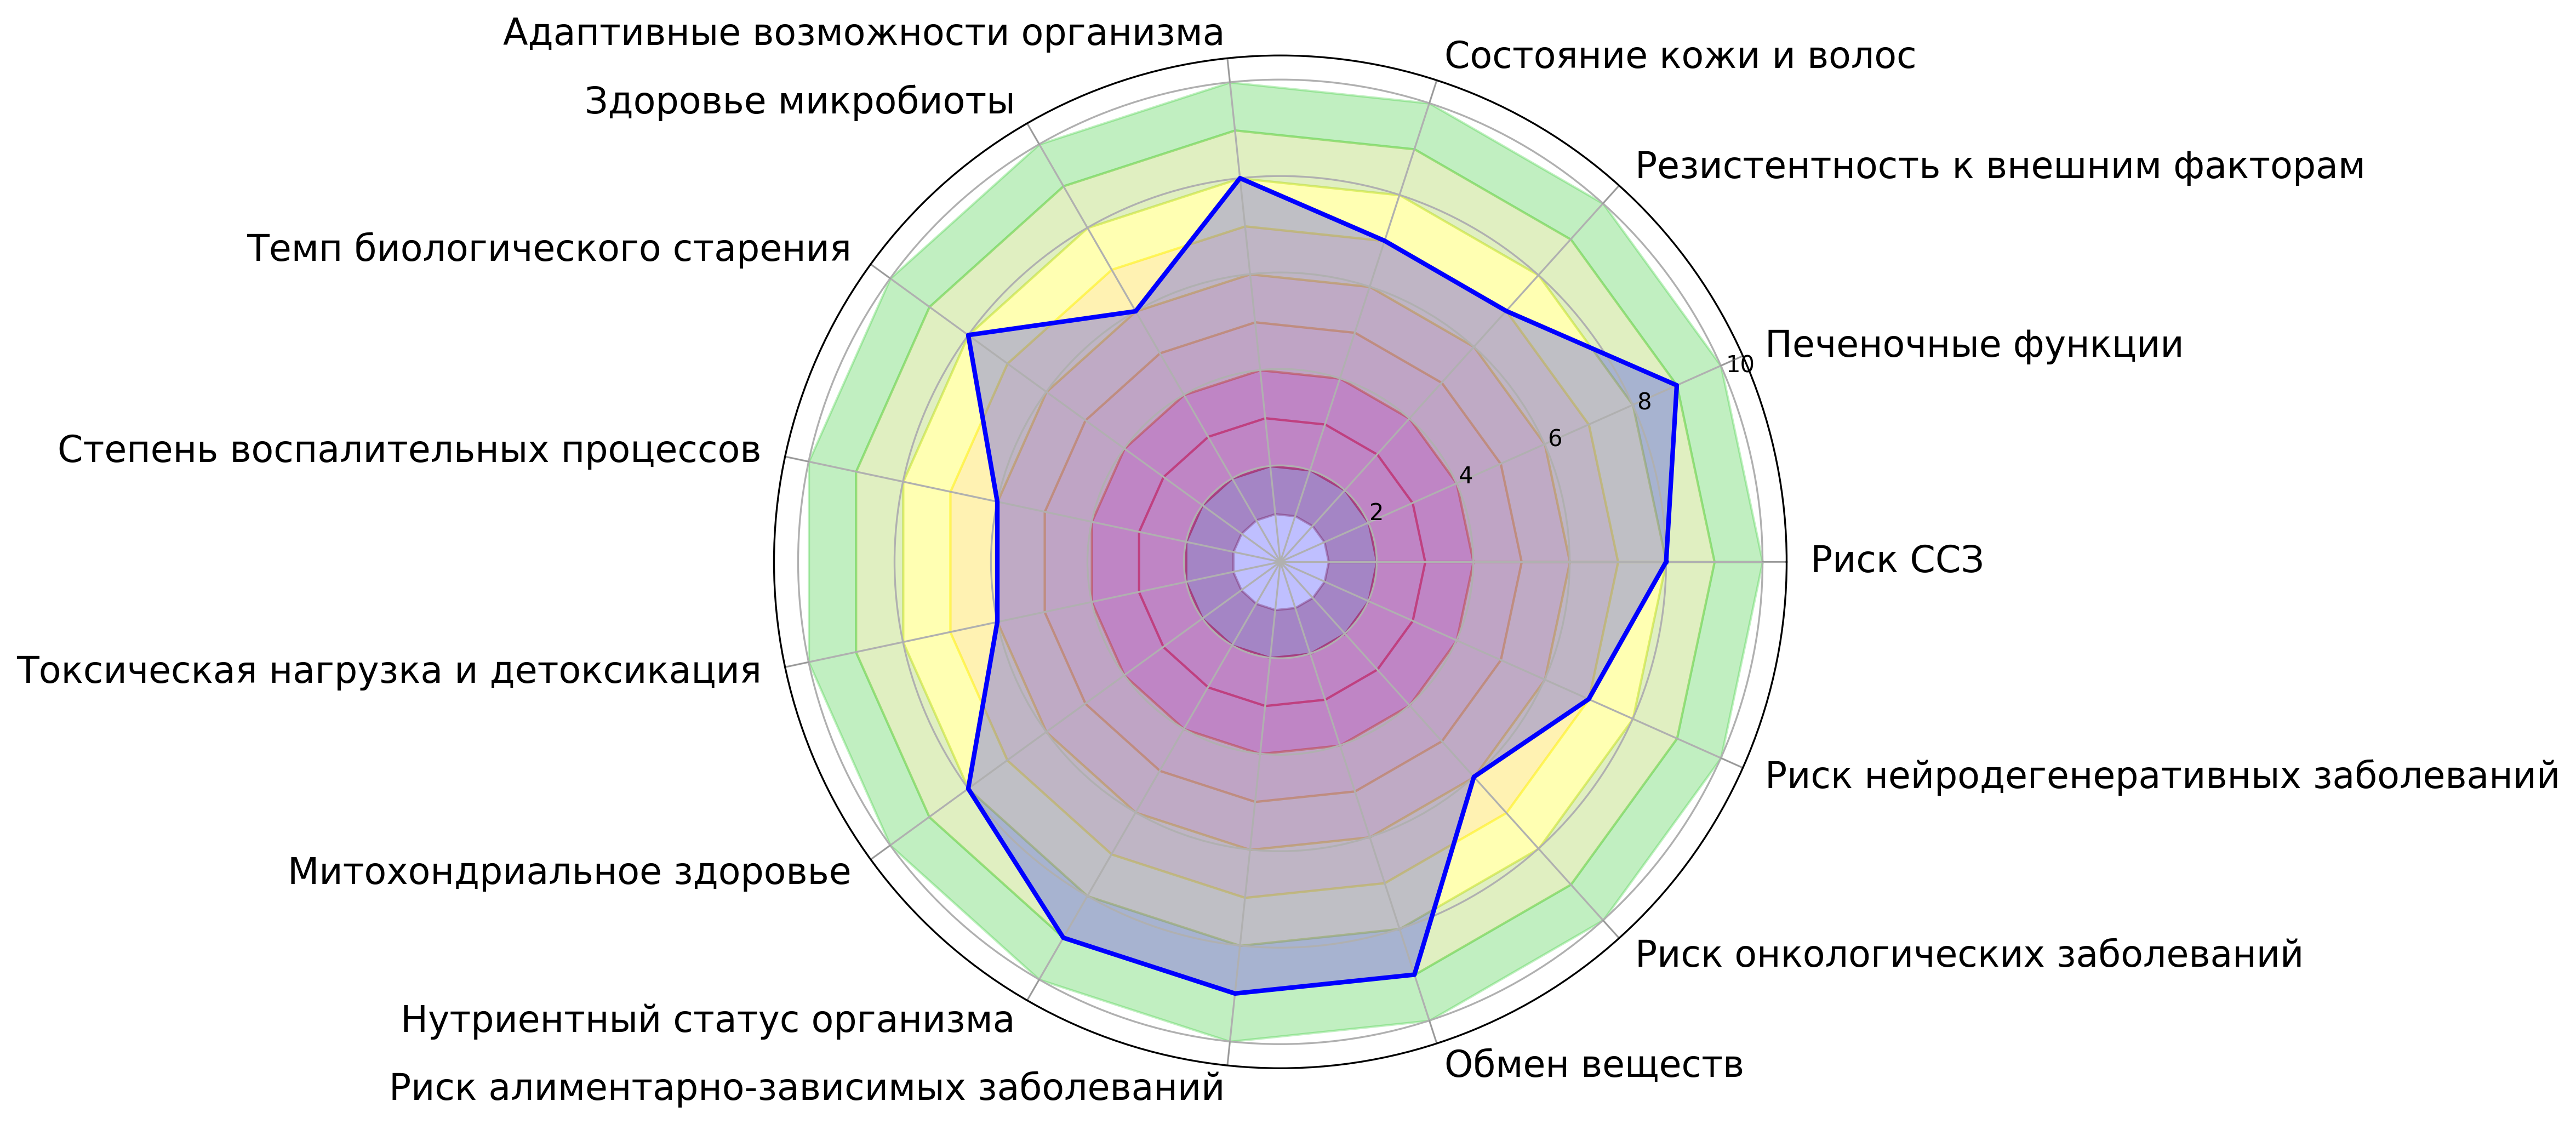 Адаптивные возможности организма
Состояние кожи и волос
Здоровье микробиоты
Резистентность к внешним факторам
Темп биологического старения
Печеночные функции
10
8
6
Степень воспалительных процессов
4
2
Риск ССЗ
Токсическая нагрузка и детоксикация
Риск нейродегенеративных заболеваний
Митохондриальное здоровье
Риск онкологических заболеваний
Нутриентный статус организма
Обмен веществ
Риск алиментарно-зависимых заболеваний